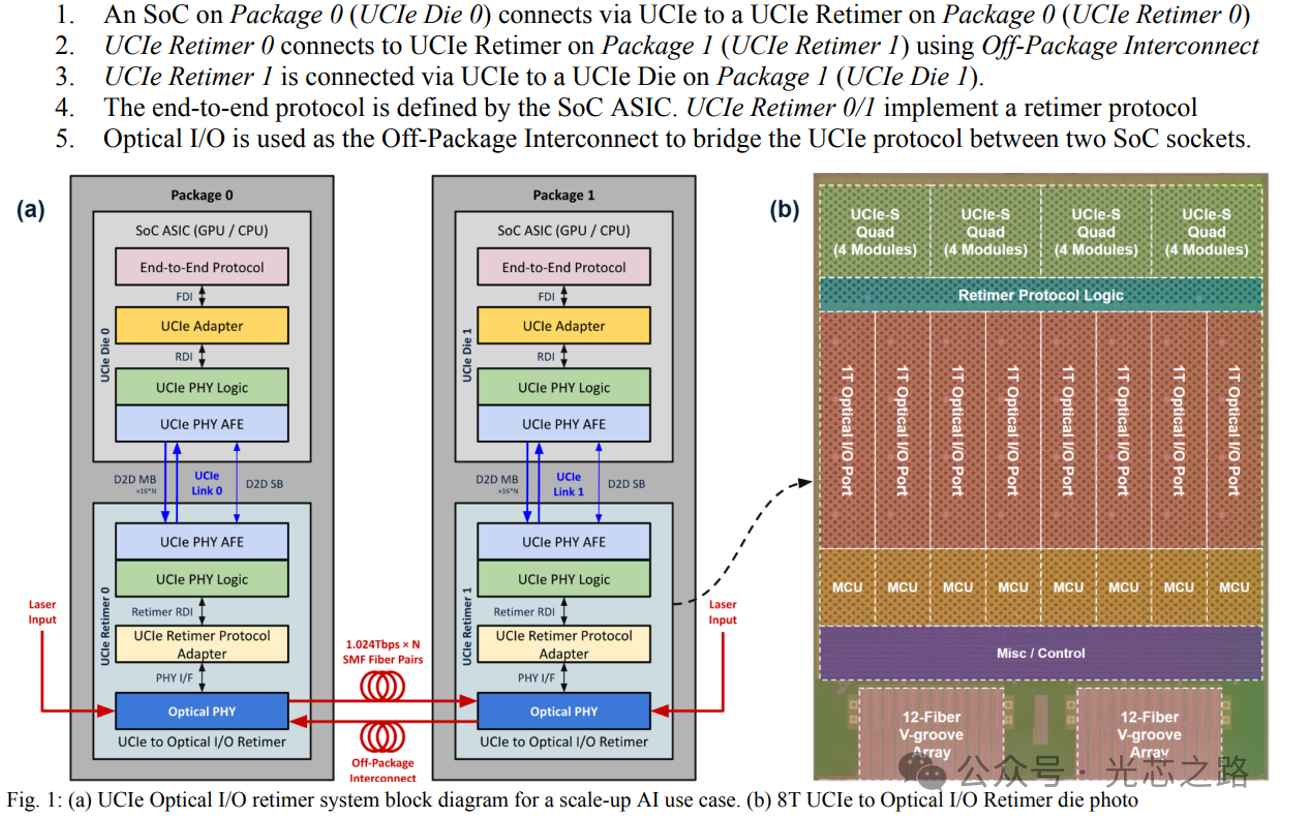 1. An SoC on Package 0 (UCIe Die 0) connects via UCIe to a UCIe Retimer on Package 0 (UCIe Retimer 0)
2. UCIe Retimer 0 connects to UCIe Retimer on Package 1 (UCIe Retimer 1) using Off-Package Interconnect
3. UCIe Retimer 1 is connected via UCIe to a UCIe Die on Package 1 (UCIe Die 1).
4. The end-to-end protocol is defined by the SoC ASIC. UCIe Retimer 0/1 implement a retimer protocol
5. Optical I/O is used as the Off-Package Interconnect to bridge the UCIe protocol between two SoC sockets.
(a)
Package 0
SoC ASIC (GPU / CPU)
End-to-End Protocol
FDI
UCIe Adapter
RDI
UCIe PHY Logic
UCIe PHY AFE
UCIe Die 0
D2D MB
×16*N
UCIe
Link 0
D2D SB
UCIe PHY AFE
UCIe PHY Logic
Retimer RDI
UCIe Retimer Protocol
Adapter
PHY I/F
Optical PHY
UCIe to Optical I/O Retimer
UCIe Retimer 0
Laser
Input
1.024Tbps × N
SMF Fiber Pairs
Off-Package
Interconnect
Package 1
SoC ASIC (GPU / CPU)
End-to-End Protocol
FDI
UCIe Adapter
RDI
UCIe PHY Logic
UCIe PHY AFE
UCIe Die 1
D2D MB
×16*N
UCIe
Link 1
D2D SB
UCIe PHY AFE
UCIe PHY Logic
Retimer RDI
UCIe Retimer Protocol
Adapter
PHY I/F
Optical PHY
UCIe to Optical I/O Retimer
UCIe Retimer 1
Laser
Input
(b)
UCIe-S
Quad
(4 Modules)
UCIe-S
Quad
(4 Modules)
UCIe-S
Quad
(4 Modules)
UCIe-S
Quad
(4 Modules)
Retimer Protocol Logic
1T Optical I/O Port
1T Optical I/O Port
1T Optical I/O Port
1T Optical I/O Port
1T Optical I/O Port
1T Optical I/O Port
1T Optical I/O Port
1T Optical I/O Port
MCU
MCU
MCU
MCU
MCU
MCU
MCU
MCU
Misc / Control
12-Fiber
V-groove
Array
12-Fiber
V-groove
Array
公众号 · 光芯之路
Fig. 1: (a) UCIe Optical I/O retimer system block diagram for a scale-up AI use case. (b) 8T UCIe to Optical I/O Retimer die photo